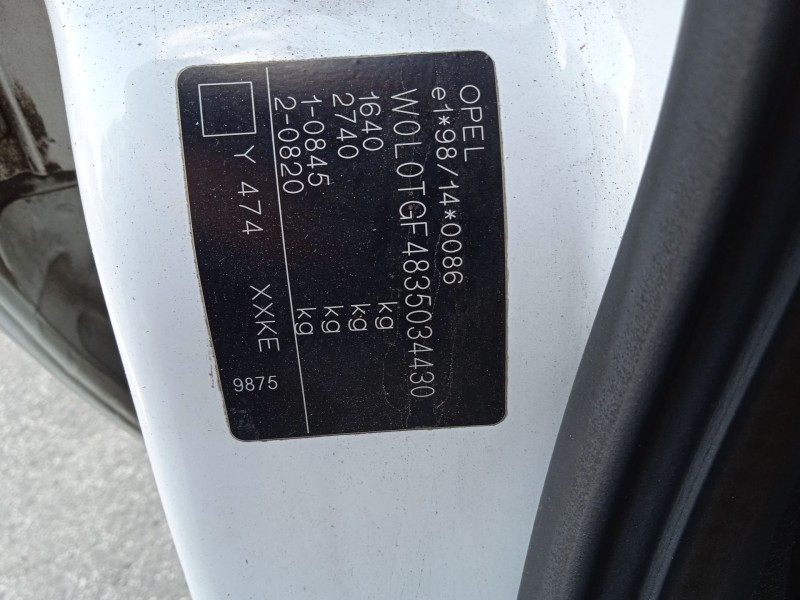 OPEL
e1*98/14*0086
W0L0TGF4835034430
1640 kg
2740 kg
1-0845 kg
2-0820 kg
Y 474 XXKE
9875